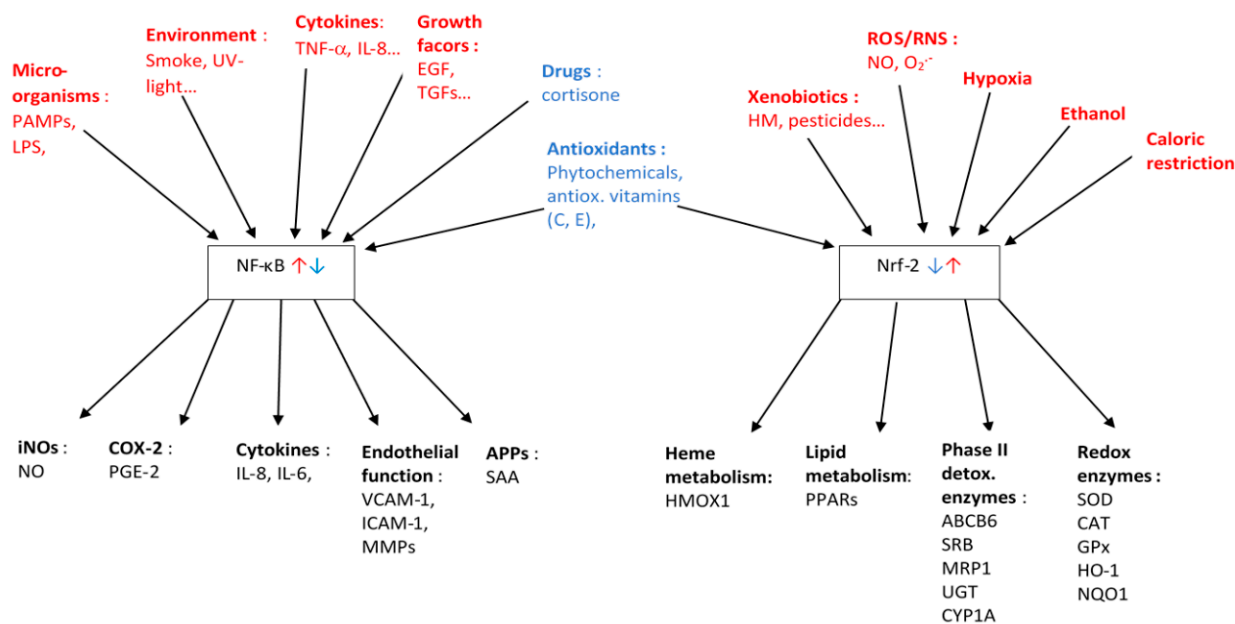 Micro-
organisms :
PAMPs,
LPS,
Environment :
Smoke, UV-
light…
Cytokines:
TNF-α, IL-8…
Growth
facors :
EGF,
TGFs…
Drugs :
cortisone
Antioxidants :
Phytochemicals,
antiox. vitamins
(C, E),
Xenobiotics :
HM, pesticides…
ROS/RNS :
NO, O₂·-
Hypoxia
Ethanol
Caloric
restriction
NF-κB ↑↓
Nrf-2 ↓↑
iNOs :
NO
COX-2 :
PGE-2
Cytokines :
IL-8, IL-6,
Endothelial
function :
VCAM-1,
ICAM-1,
MMPs
APPs :
SAA
Heme
metabolism:
HMOX1
Lipid
metabolism:
PPARs
Phase II
detox.
enzymes :
ABCB6
SRB
MRP1
UGT
CYP1A
Redox
enzymes :
SOD
CAT
GPx
HO-1
NQO1